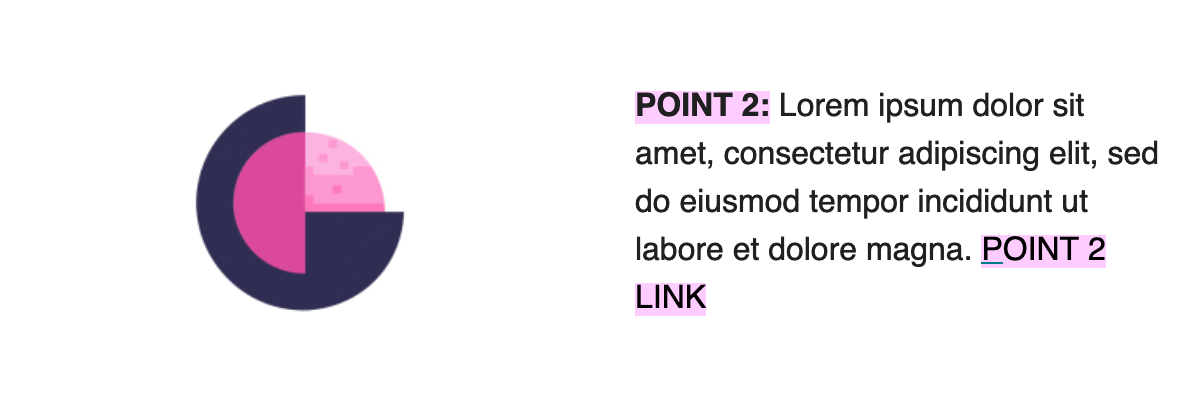 POINT 2: Lorem ipsum dolor sit
amet, consectetur adipiscing elit, sed
do eiusmod tempor incididunt ut
labore et dolore magna. POINT 2
LINK